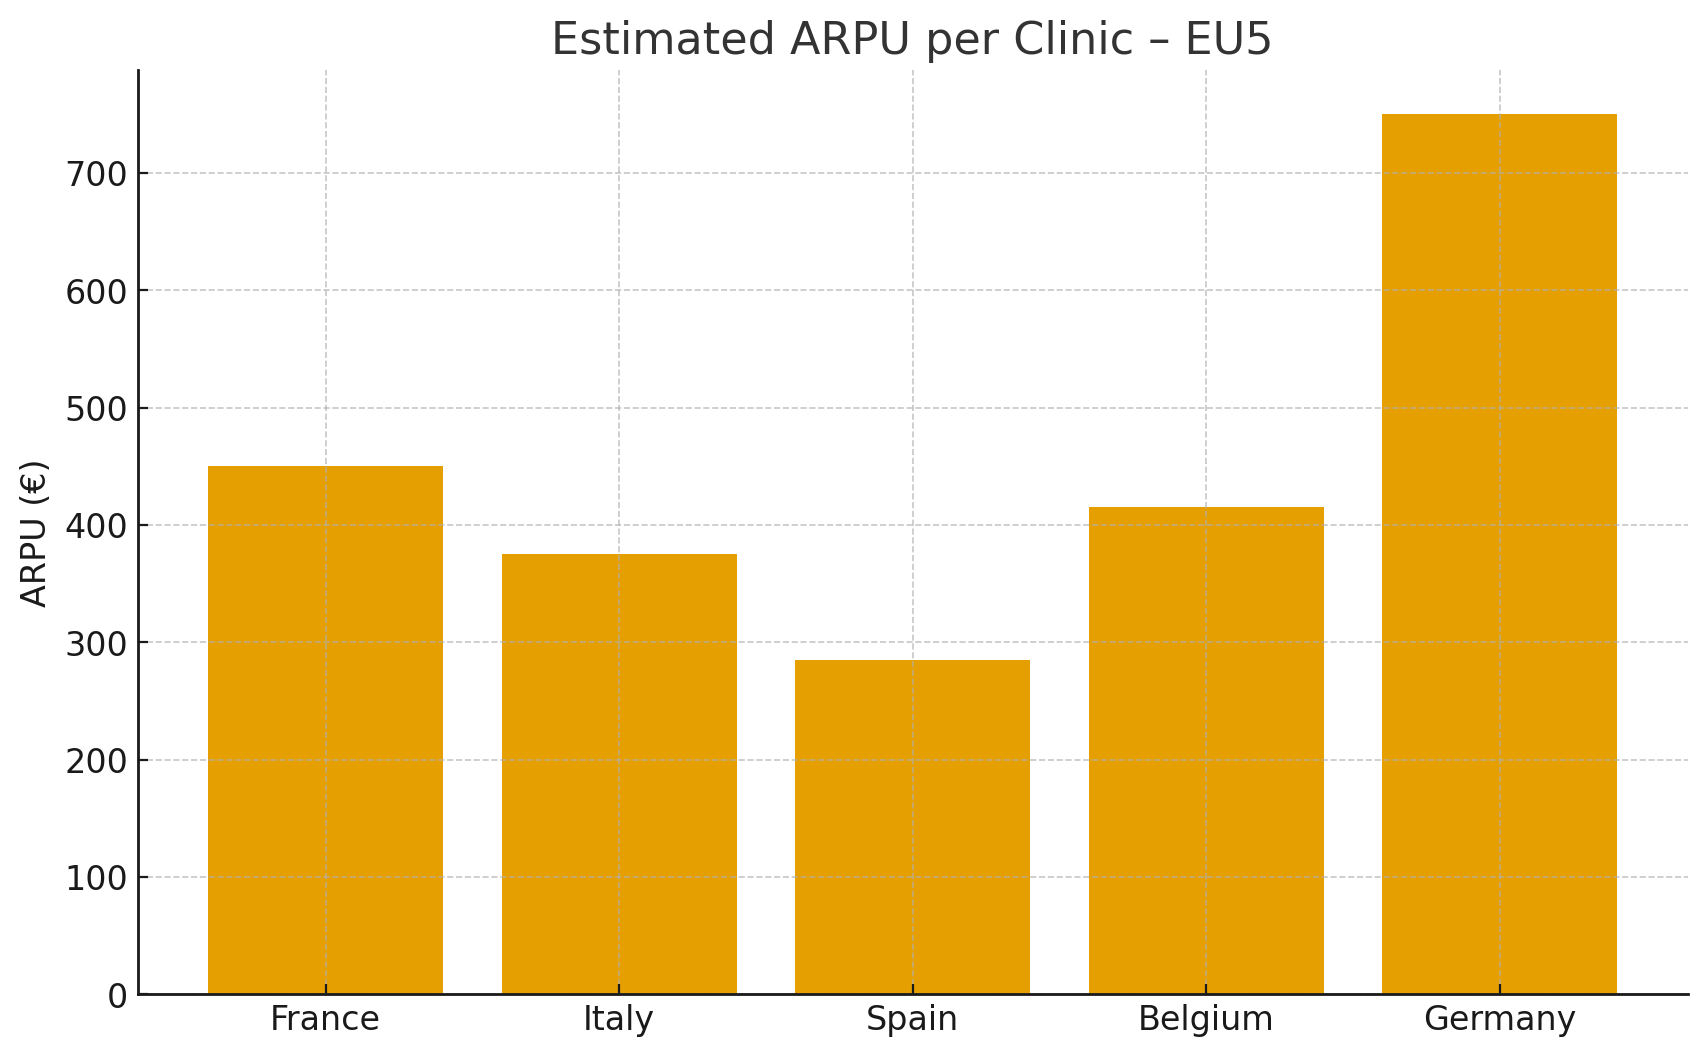 Estimated ARPU per Clinic – EU5
ARPU (€)
700
600
500
400
300
200
100
0
France
Italy
Spain
Belgium
Germany